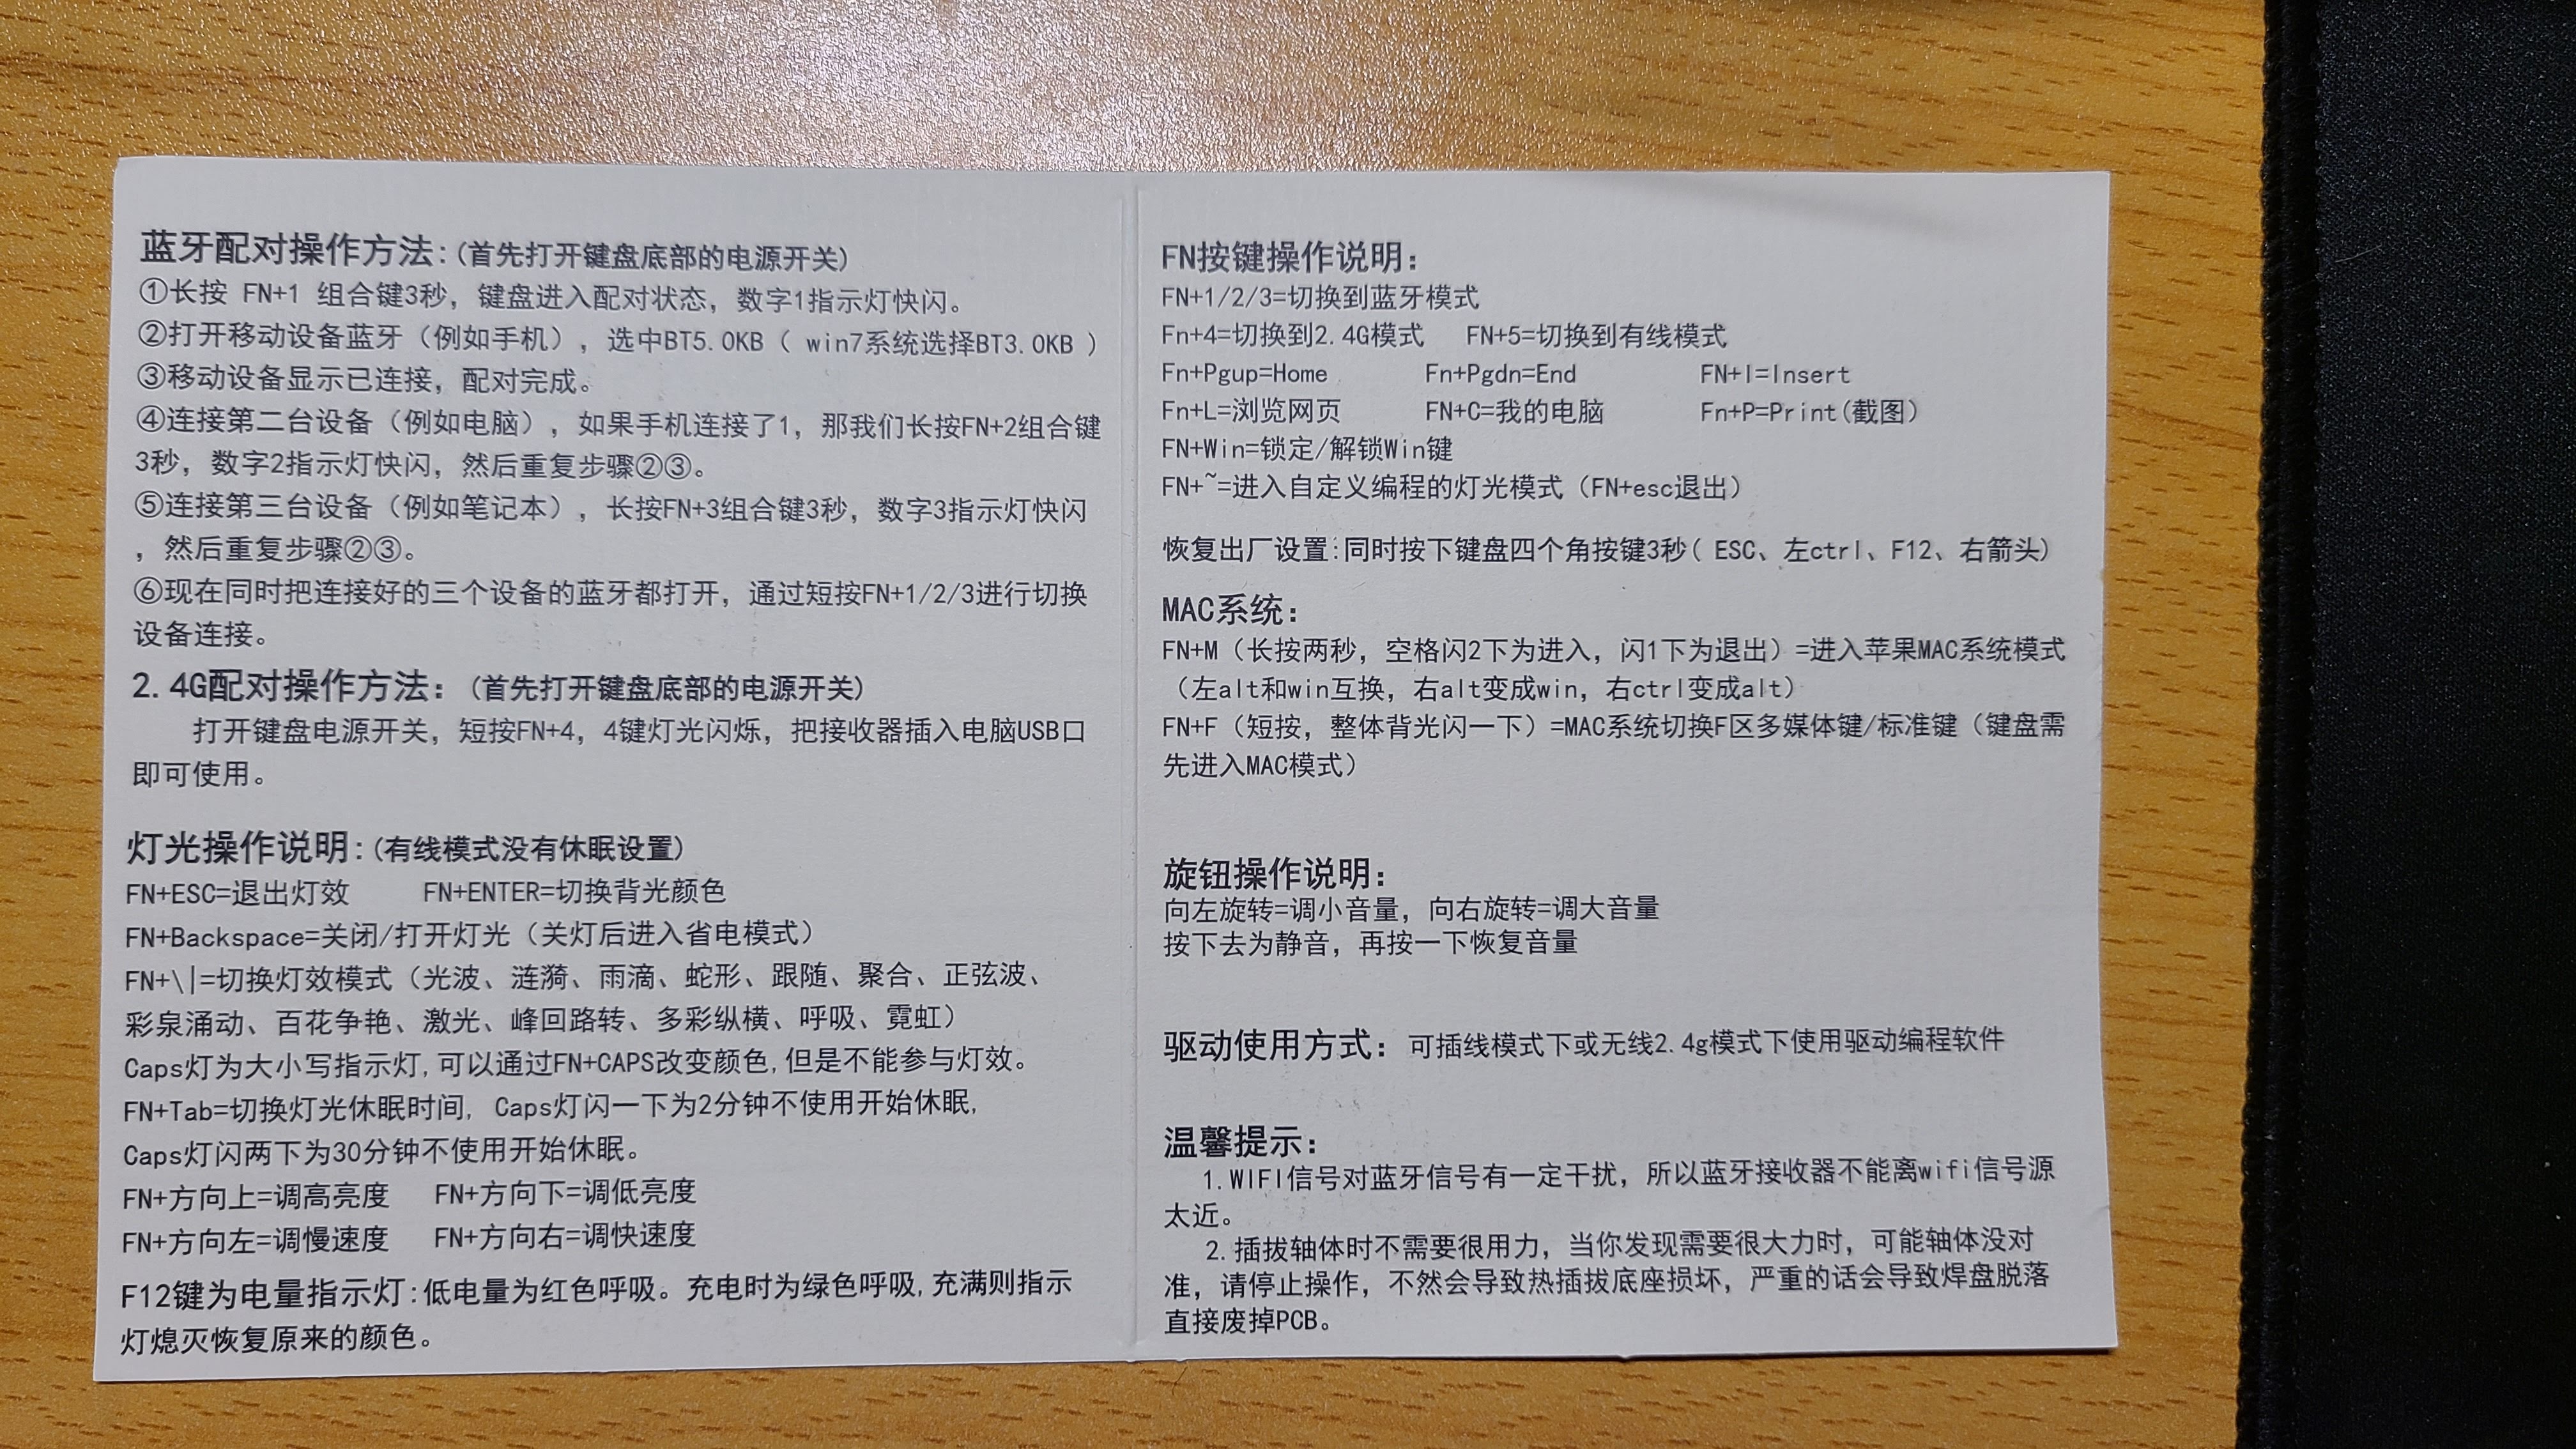 蓝牙配对操作方法：(首先打开键盘底部的电源开关)
①长按 FN+1 组合键3秒，键盘进入配对状态，数字1指示灯快闪。
②打开移动设备蓝牙（例如手机），选中BT5.0KB（ win7系统选择BT3.0KB ）
③移动设备显示已连接，配对完成。
④连接第二台设备（例如电脑），如果手机连接了1，那我们长按FN+2组合键
3秒，数字2指示灯快闪，然后重复步骤②③。
⑤连接第三台设备（例如笔记本），长按FN+3组合键3秒，数字3指示灯快闪
，然后重复步骤②③。
⑥现在同时把连接好的三个设备的蓝牙都打开，通过短按FN+1/2/3进行切换
设备连接。
2.4G配对操作方法：（首先打开键盘底部的电源开关）
打开键盘电源开关，短按FN+4，4键灯光闪烁，把接收器插入电脑USB口
即可使用。
灯光操作说明：(有线模式没有休眠设置)
FN+ESC=退出灯效 FN+ENTER=切换背光颜色
FN+Backspace=关闭/打开灯光（关灯后进入省电模式）
FN+\|=切换灯效模式（光波、涟漪、雨滴、蛇形、跟随、聚合、正弦波、
彩泉涌动、百花争艳、激光、峰回路转、多彩纵横、呼吸、霓虹）
Caps灯为大小写指示灯,可以通过FN+CAPS改变颜色,但是不能参与灯效。
FN+Tab=切换灯光休眠时间, Caps灯闪一下为2分钟不使用开始休眠,
Caps灯闪两下为30分钟不使用开始休眠。
FN+方向上=调高亮度 FN+方向下=调低亮度
FN+方向左=调慢速度 FN+方向右=调快速度
F12键为电量指示灯:低电量为红色呼吸。充电时为绿色呼吸,充满则指示
灯熄灭恢复原来的颜色。
FN按键操作说明：
FN+1/2/3=切换到蓝牙模式
Fn+4=切换到2.4G模式 FN+5=切换到有线模式
Fn+Pgup=Home Fn+Pgdn=End FN+I=Insert
Fn+L=浏览网页 FN+C=我的电脑 Fn+P=Print(截图)
FN+Win=锁定/解锁Win键
FN+~=进入自定义编程的灯光模式（FN+esc退出）
恢复出厂设置:同时按下键盘四个角按键3秒( ESC、左ctrl、F12、右箭头)
MAC系统：
FN+M（长按两秒，空格闪2下为进入，闪1下为退出）=进入苹果MAC系统模式
（左alt和win互换，右alt变成win，右ctrl变成alt）
FN+F（短按，整体背光闪一下）=MAC系统切换F区多媒体键/标准键（键盘需
先进入MAC模式）
旋钮操作说明：
向左旋转=调小音量，向右旋转=调大音量
按下去为静音，再按一下恢复音量
驱动使用方式：可插线模式下或无线2.4g模式下使用驱动编程软件
温馨提示：
1.WIFI信号对蓝牙信号有一定干扰，所以蓝牙接收器不能离wifi信号源
太近。
2.插拔轴体时不需要很用力，当你发现需要很大力时，可能轴体没对
准，请停止操作，不然会导致热插拔底座损坏，严重的话会导致焊盘脱落
直接废掉PCB。